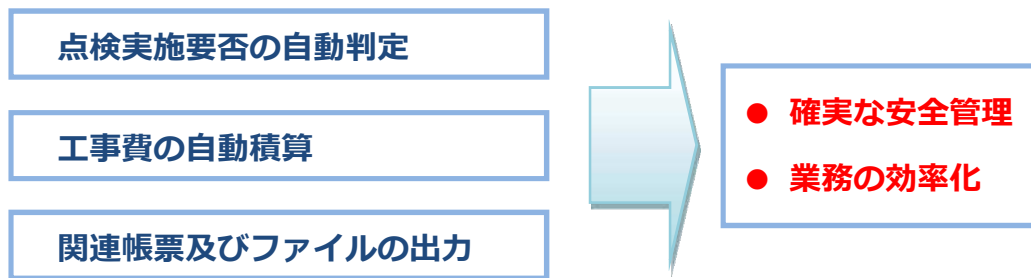 点検実施要否の自動判定
工事費の自動積算
関連帳票及びファイルの出力
● 確実な安全管理
● 業務の効率化